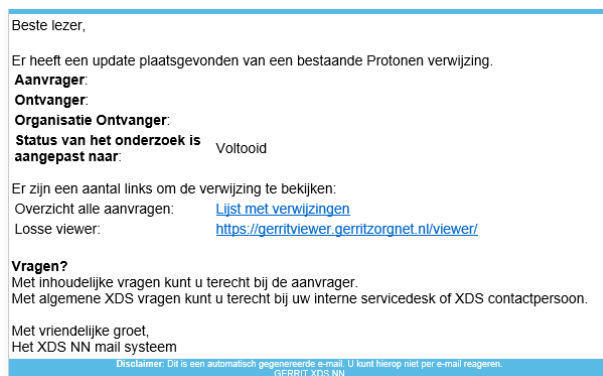 Beste lezer,
Er heeft een update plaatsgevonden van een bestaande Protonen verwijzing.
Aanvrager:
Ontvanger:
Organisatie Ontvanger:
Status van het onderzoek is
aangepast naar: Voltooid
Er zijn een aantal links om de verwijzing te bekijken:
Overzicht alle aanvragen: Lijst met verwijzingen
Losse viewer: https://gerritviewer.gerritzorgnet.nl/viewer/
Vragen?
Met inhoudelijke vragen kunt u terecht bij de aanvrager.
Met algemene XDS vragen kunt u terecht bij uw interne servicedesk of XDS contactpersoon.
Met vriendelijke groet,
Het XDS NN mail systeem
Disclaimer: Dit is een automatisch gegenereerde e-mail. U kunt hierop niet per e-mail reageren.
GERRIT XDS NN